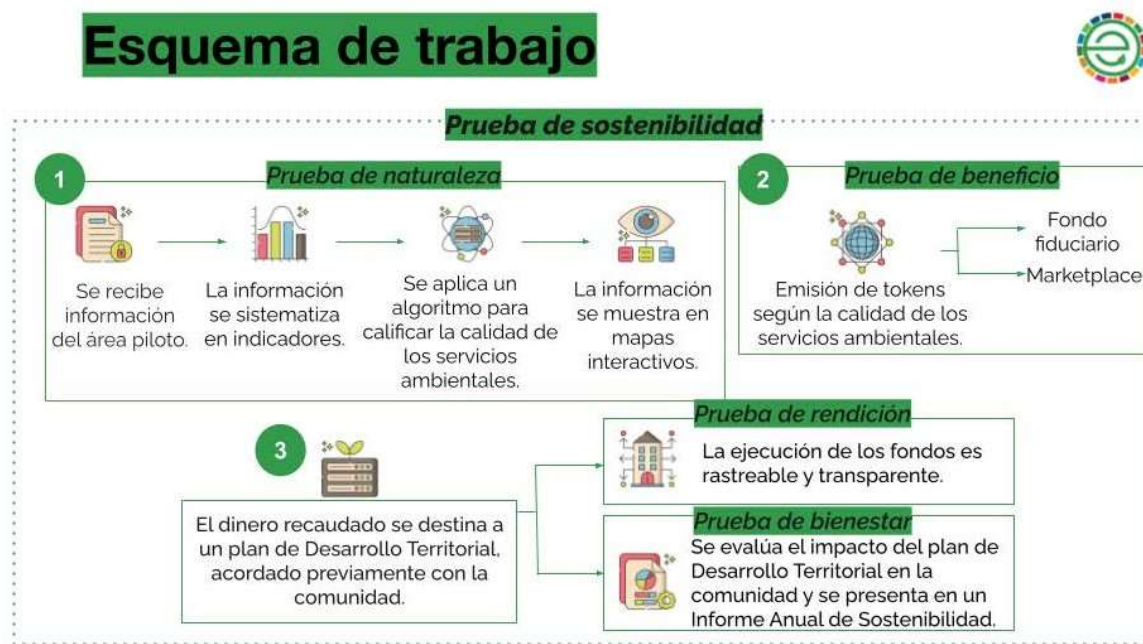 Esquema de trabajo
Prueba de sostenibilidad
1
Prueba de naturaleza
Se recibe
información
del área piloto.
La información
se sistematiza
en indicadores.
Se aplica un
algoritmo para
calificar la calidad de
los servicios
ambientales.
La información
se muestra en
mapas
interactivos.
2
Prueba de beneficio
Emisión de tokens
según la calidad de los
servicios ambientales.
Fondo
fiduciario
Marketplace
3
El dinero recaudado se destina a
un plan de Desarrollo Territorial,
acordado previamente con la
comunidad.
Prueba de rendición
La ejecución de los fondos es
rastreable y transparente.
Prueba de bienestar
Se evalúa el impacto del plan de
Desarrollo Territorial en la
comunidad y se presenta en un
Informe Anual de Sostenibilidad.